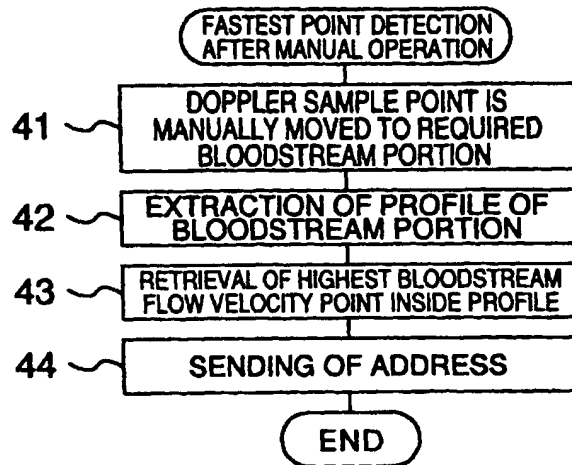 FASTEST POINT DETECTION
AFTER MANUAL OPERATION
41
DOPPLER SAMPLE POINT IS
MANUALLY MOVED TO REQUIRED
BLOODSTREAM PORTION
42
EXTRACTION OF PROFILE OF
BLOODSTREAM PORTION
43
RETRIEVAL OF HIGHEST BLOODSTREAM
FLOW VELOCITY POINT INSIDE PROFILE
44
SENDING OF ADDRESS
END